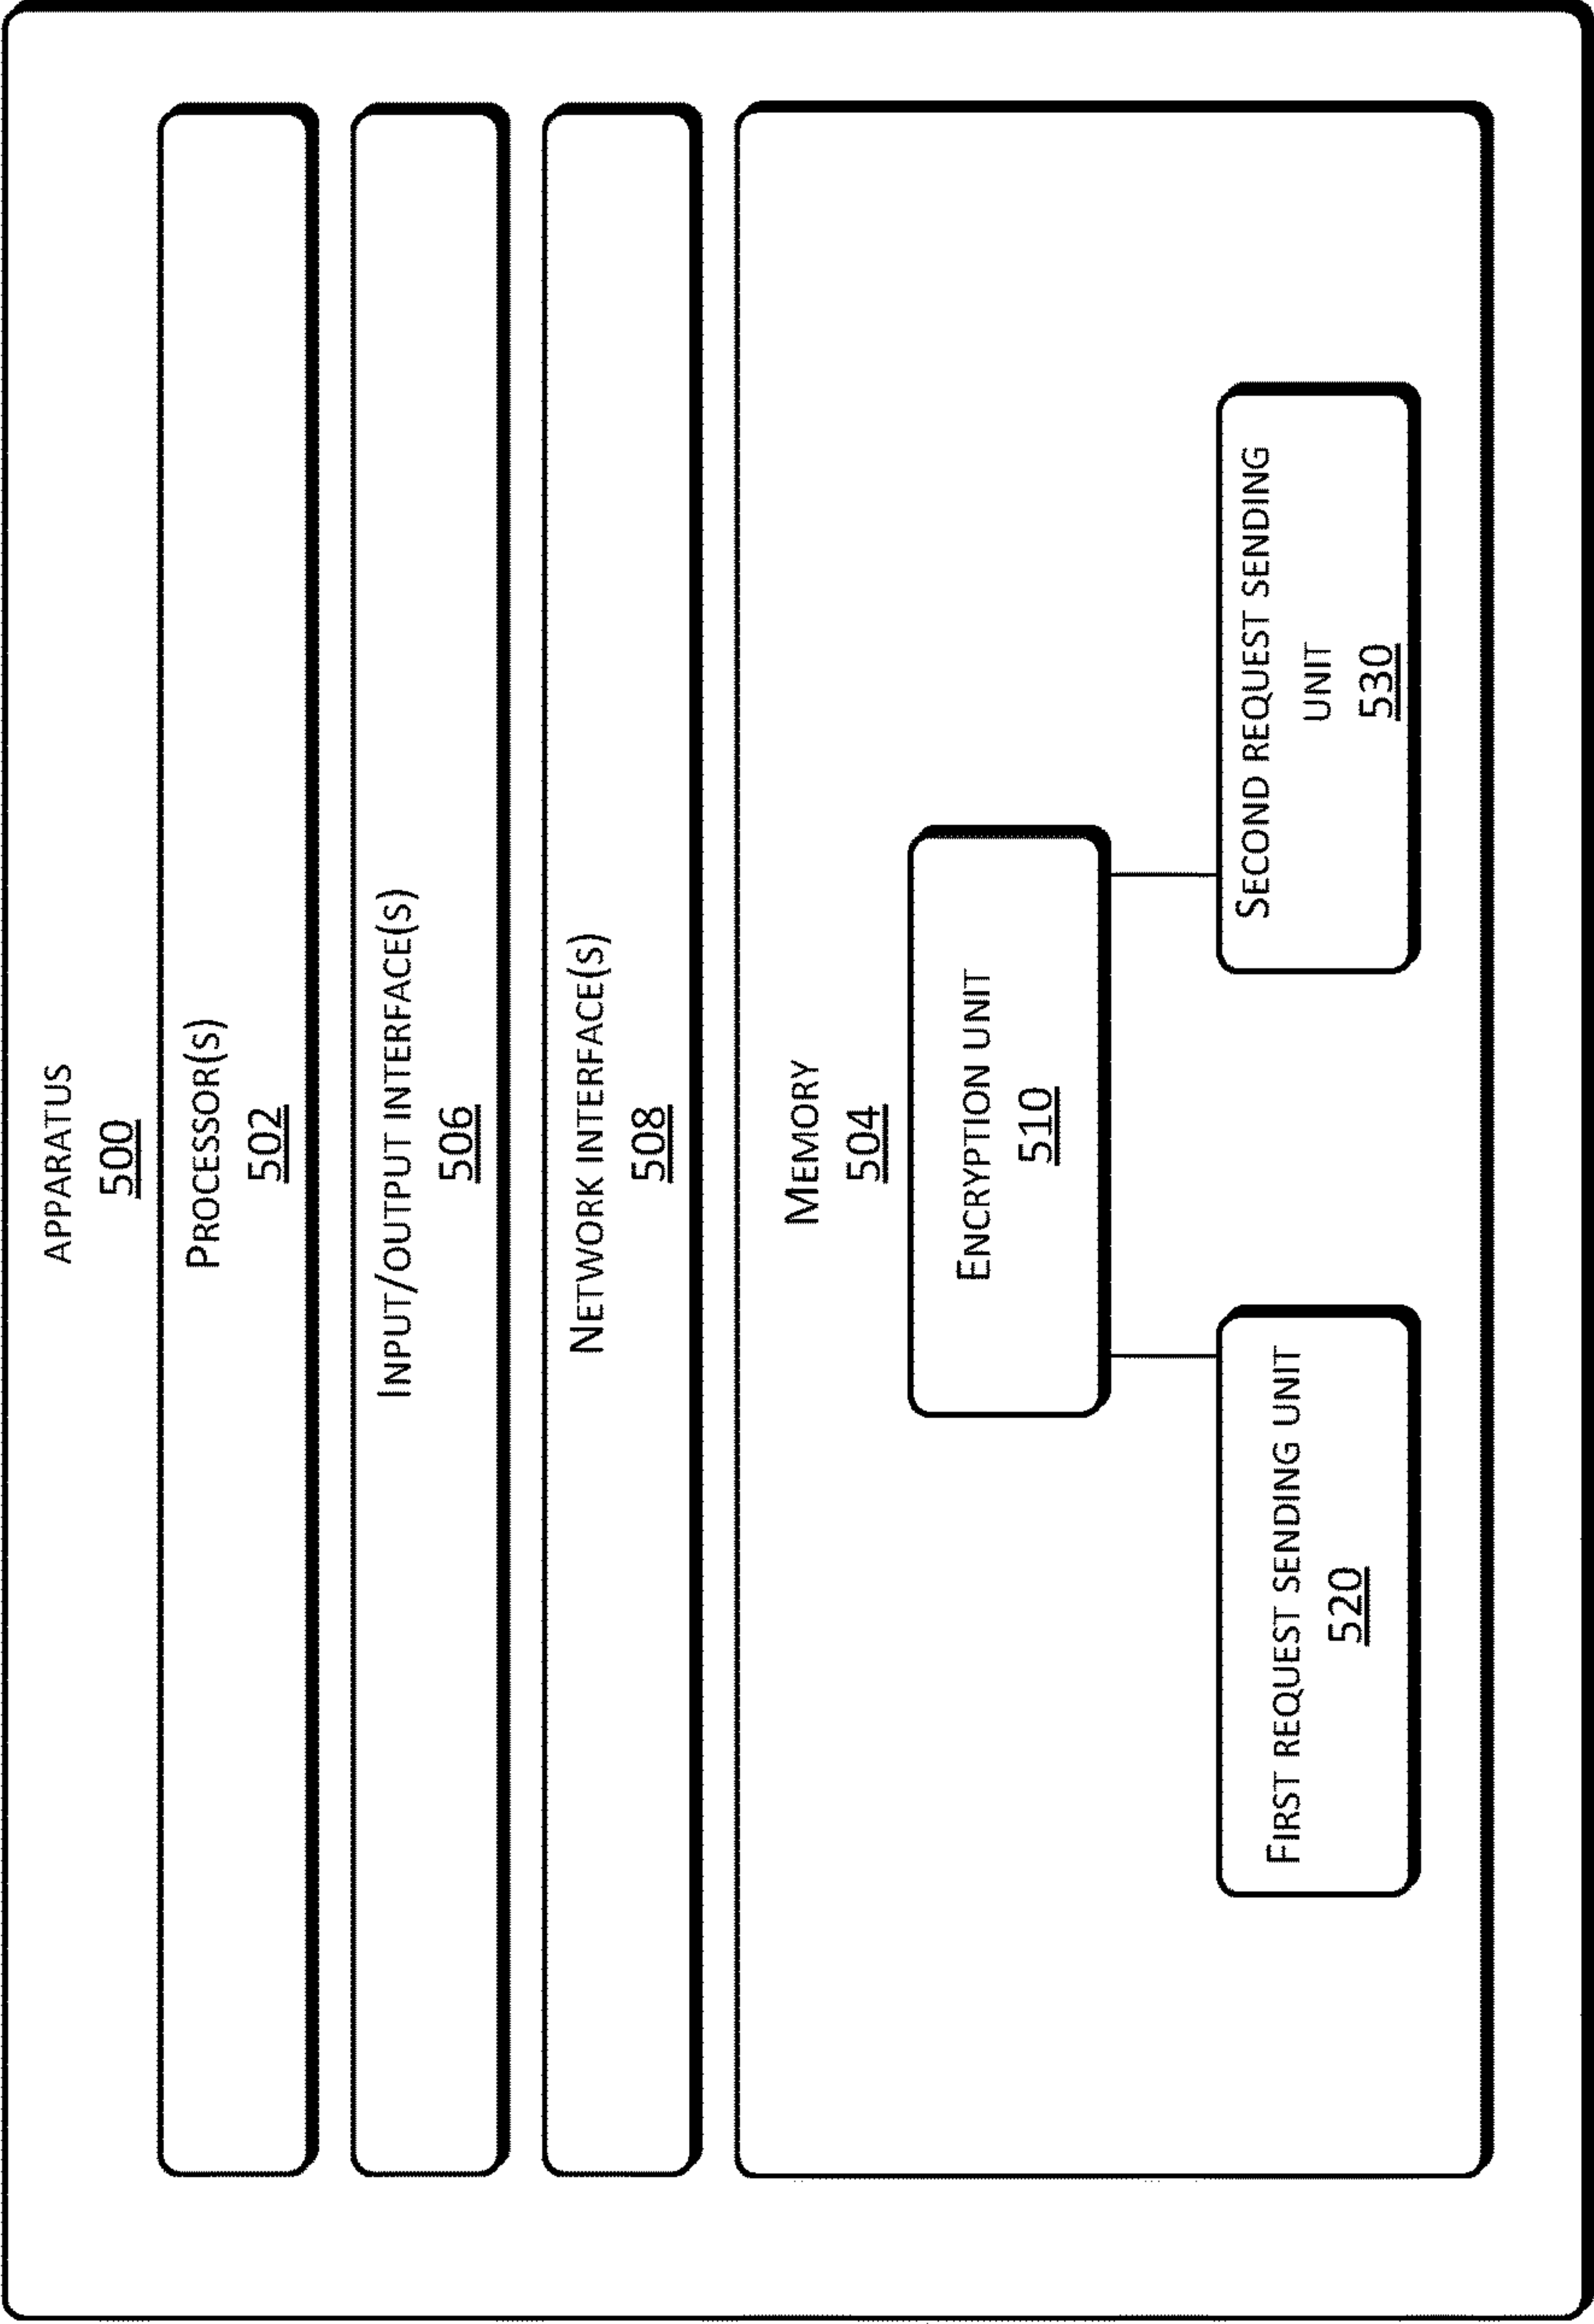 APPARATUS
500
PROCESSOR(S)
502
INPUT/OUTPUT INTERFACE(S)
506
NETWORK INTERFACE(S)
508
MEMORY
504
ENCRYPTION UNIT
510
FIRST REQUEST SENDING UNIT
520
SECOND REQUEST SENDING
UNIT
530